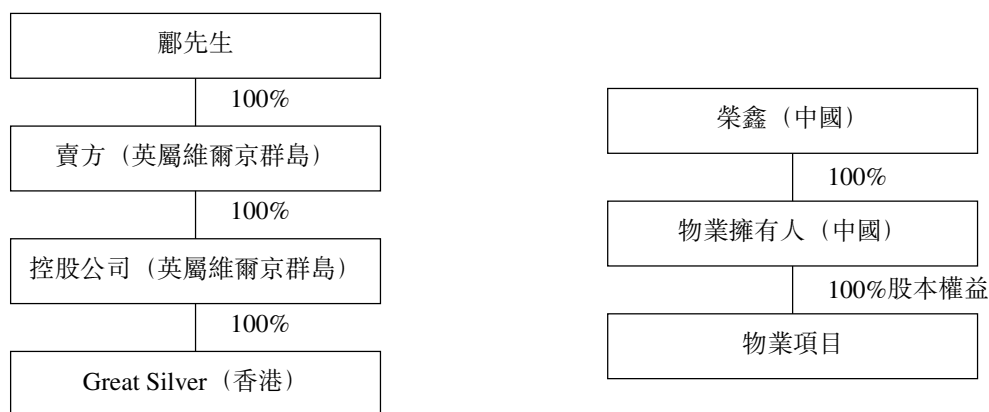 酈先生
100%
賣方（英屬維爾京群島）
100%
控股公司（英屬維爾京群島）
100%
Great Silver（香港）
榮鑫（中國）
100%
物業擁有人（中國）
100%股本權益
物業項目